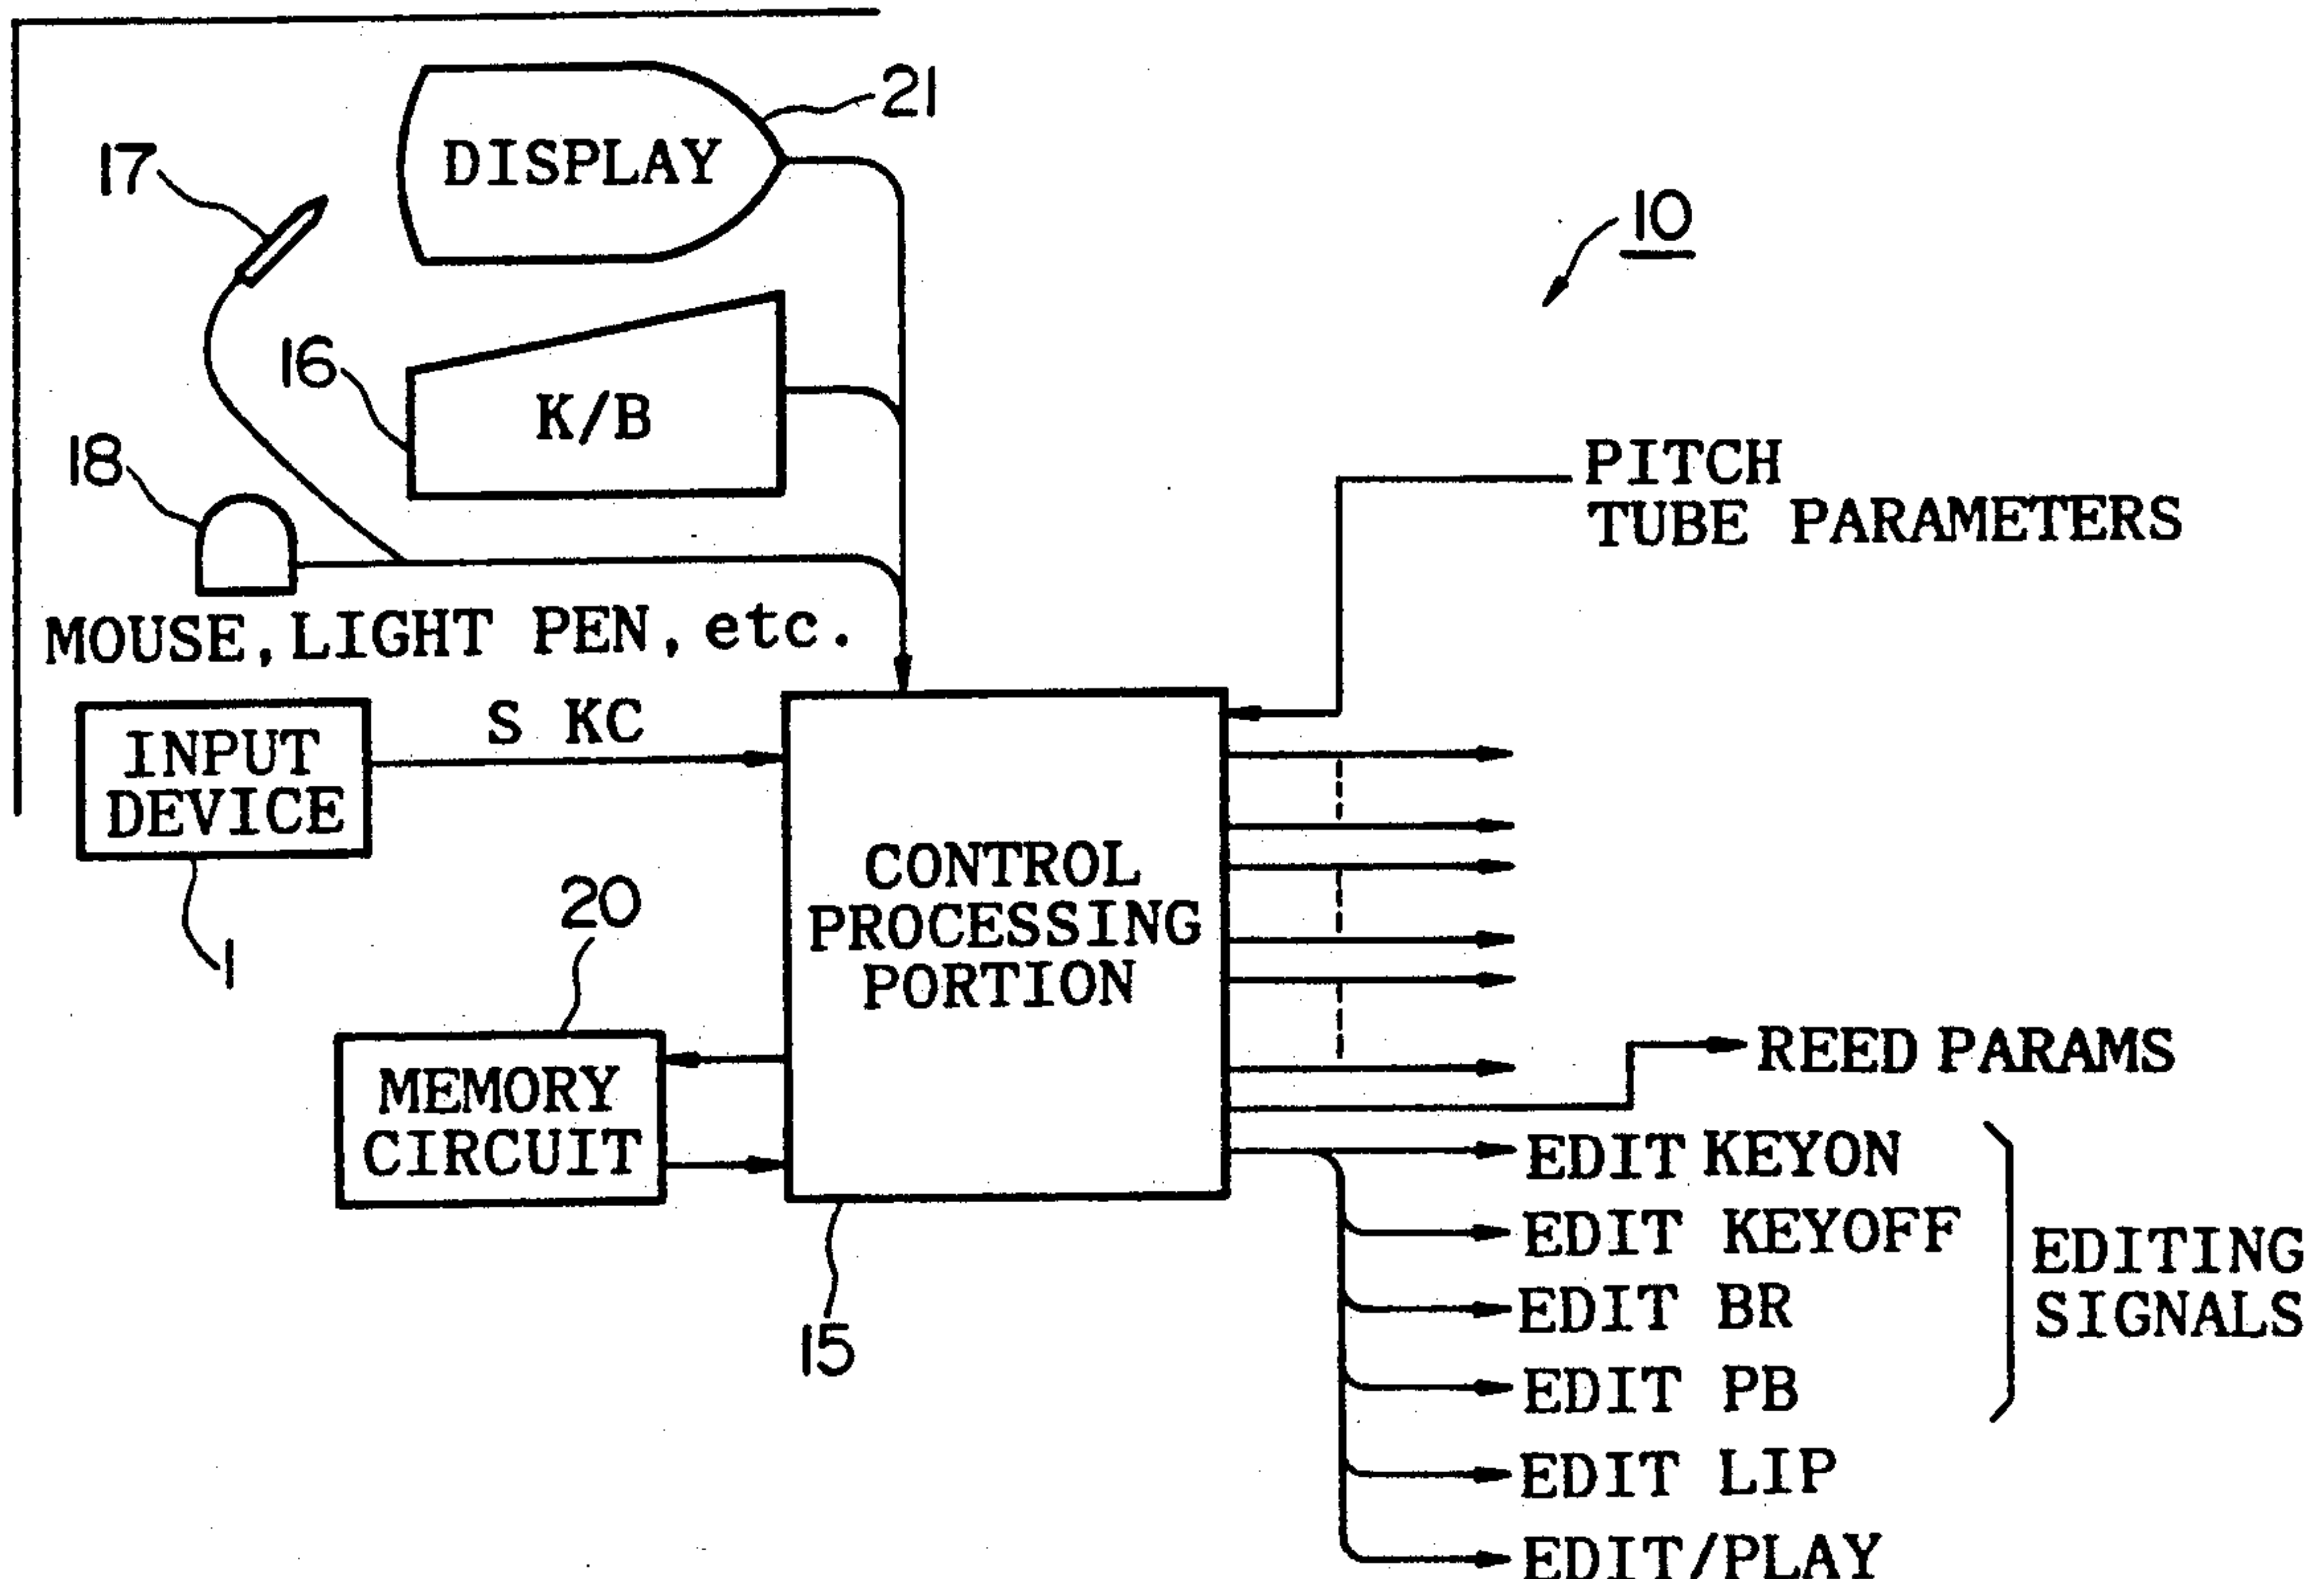 21
DISPLAY
17
10
16
K/B
PITCH
TUBE PARAMETERS
18
MOUSE, LIGHT PEN, etc.
S KC
INPUT
DEVICE
1
CONTROL
PROCESSING
PORTION
20
MEMORY
CIRCUIT
15
REED PARAMS
EDIT KEYON
EDIT KEYOFF
EDIT BR
EDIT PB
EDIT LIP
EDIT/PLAY
EDITING
SIGNALS